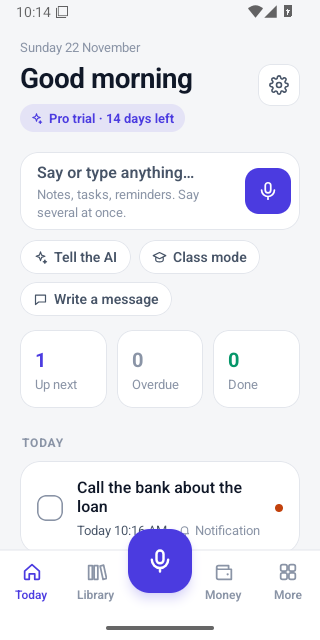 10:14
Sunday 22 November
Good morning
Pro trial · 14 days left
Say or type anything...
Notes, tasks, reminders. Say
several at once.
Tell the AI
Class mode
Write a message
1
Up next
0
Overdue
0
Done
TODAY
Call the bank about the
loan
Today 10:16 AM
Notification
Today
Library
Money
More